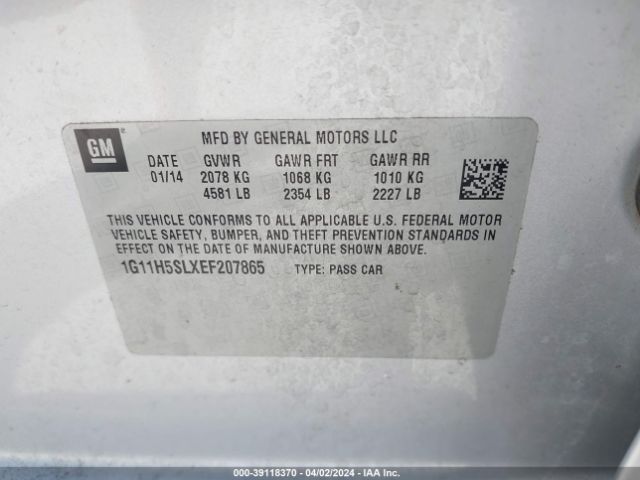 GM
MFD BY GENERAL MOTORS LLC
DATE GVWR GAWR FRT GAWR RR
01/14 2078 KG 1068 KG 1010 KG
4581 LB 2354 LB 2227 LB
THIS VEHICLE CONFORMS TO ALL APPLICABLE U.S. FEDERAL MOTOR
VEHICLE SAFETY, BUMPER, AND THEFT PREVENTION STANDARDS
IN EFFECT ON THE DATE OF MANUFACTURE SHOWN ABOVE.
1G11H5SLXEF207865 TYPE: PASS CAR
000-39118370 - 04/02/2024 - IAA Inc.